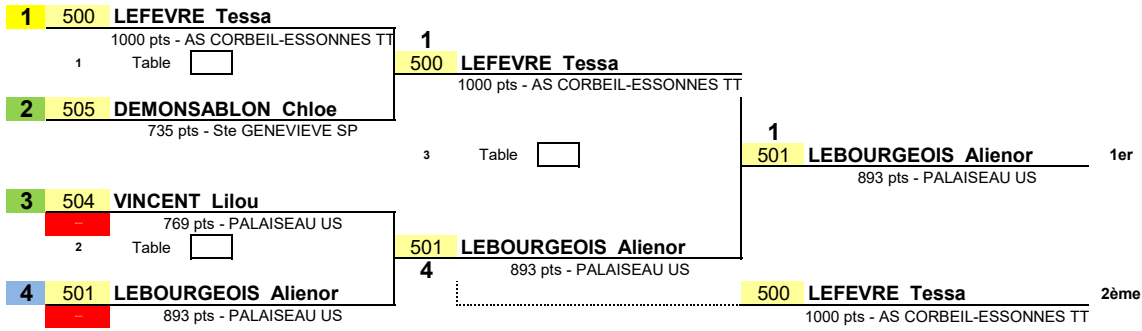 1 500 LEFEVRE Tessa
1000 pts - AS CORBEIL-ESSONNES TT 1
1 Table 500 LEFEVRE Tessa
1000 pts - AS CORBEIL-ESSONNES TT
2 505 DEMONSABLON Chloe
735 pts - Ste GENEVIEVE SP 1
3 Table 501 LEBOURGEOIS Alienor 1er
893 pts - PALAISEAU US
3 504 VINCENT Lilou
– 769 pts - PALAISEAU US
2 Table 501 LEBOURGEOIS Alienor
4 893 pts - PALAISEAU US
4 501 LEBOURGEOIS Alienor 500 LEFEVRE Tessa 2ème
– 893 pts - PALAISEAU US 1000 pts - AS CORBEIL-ESSONNES TT